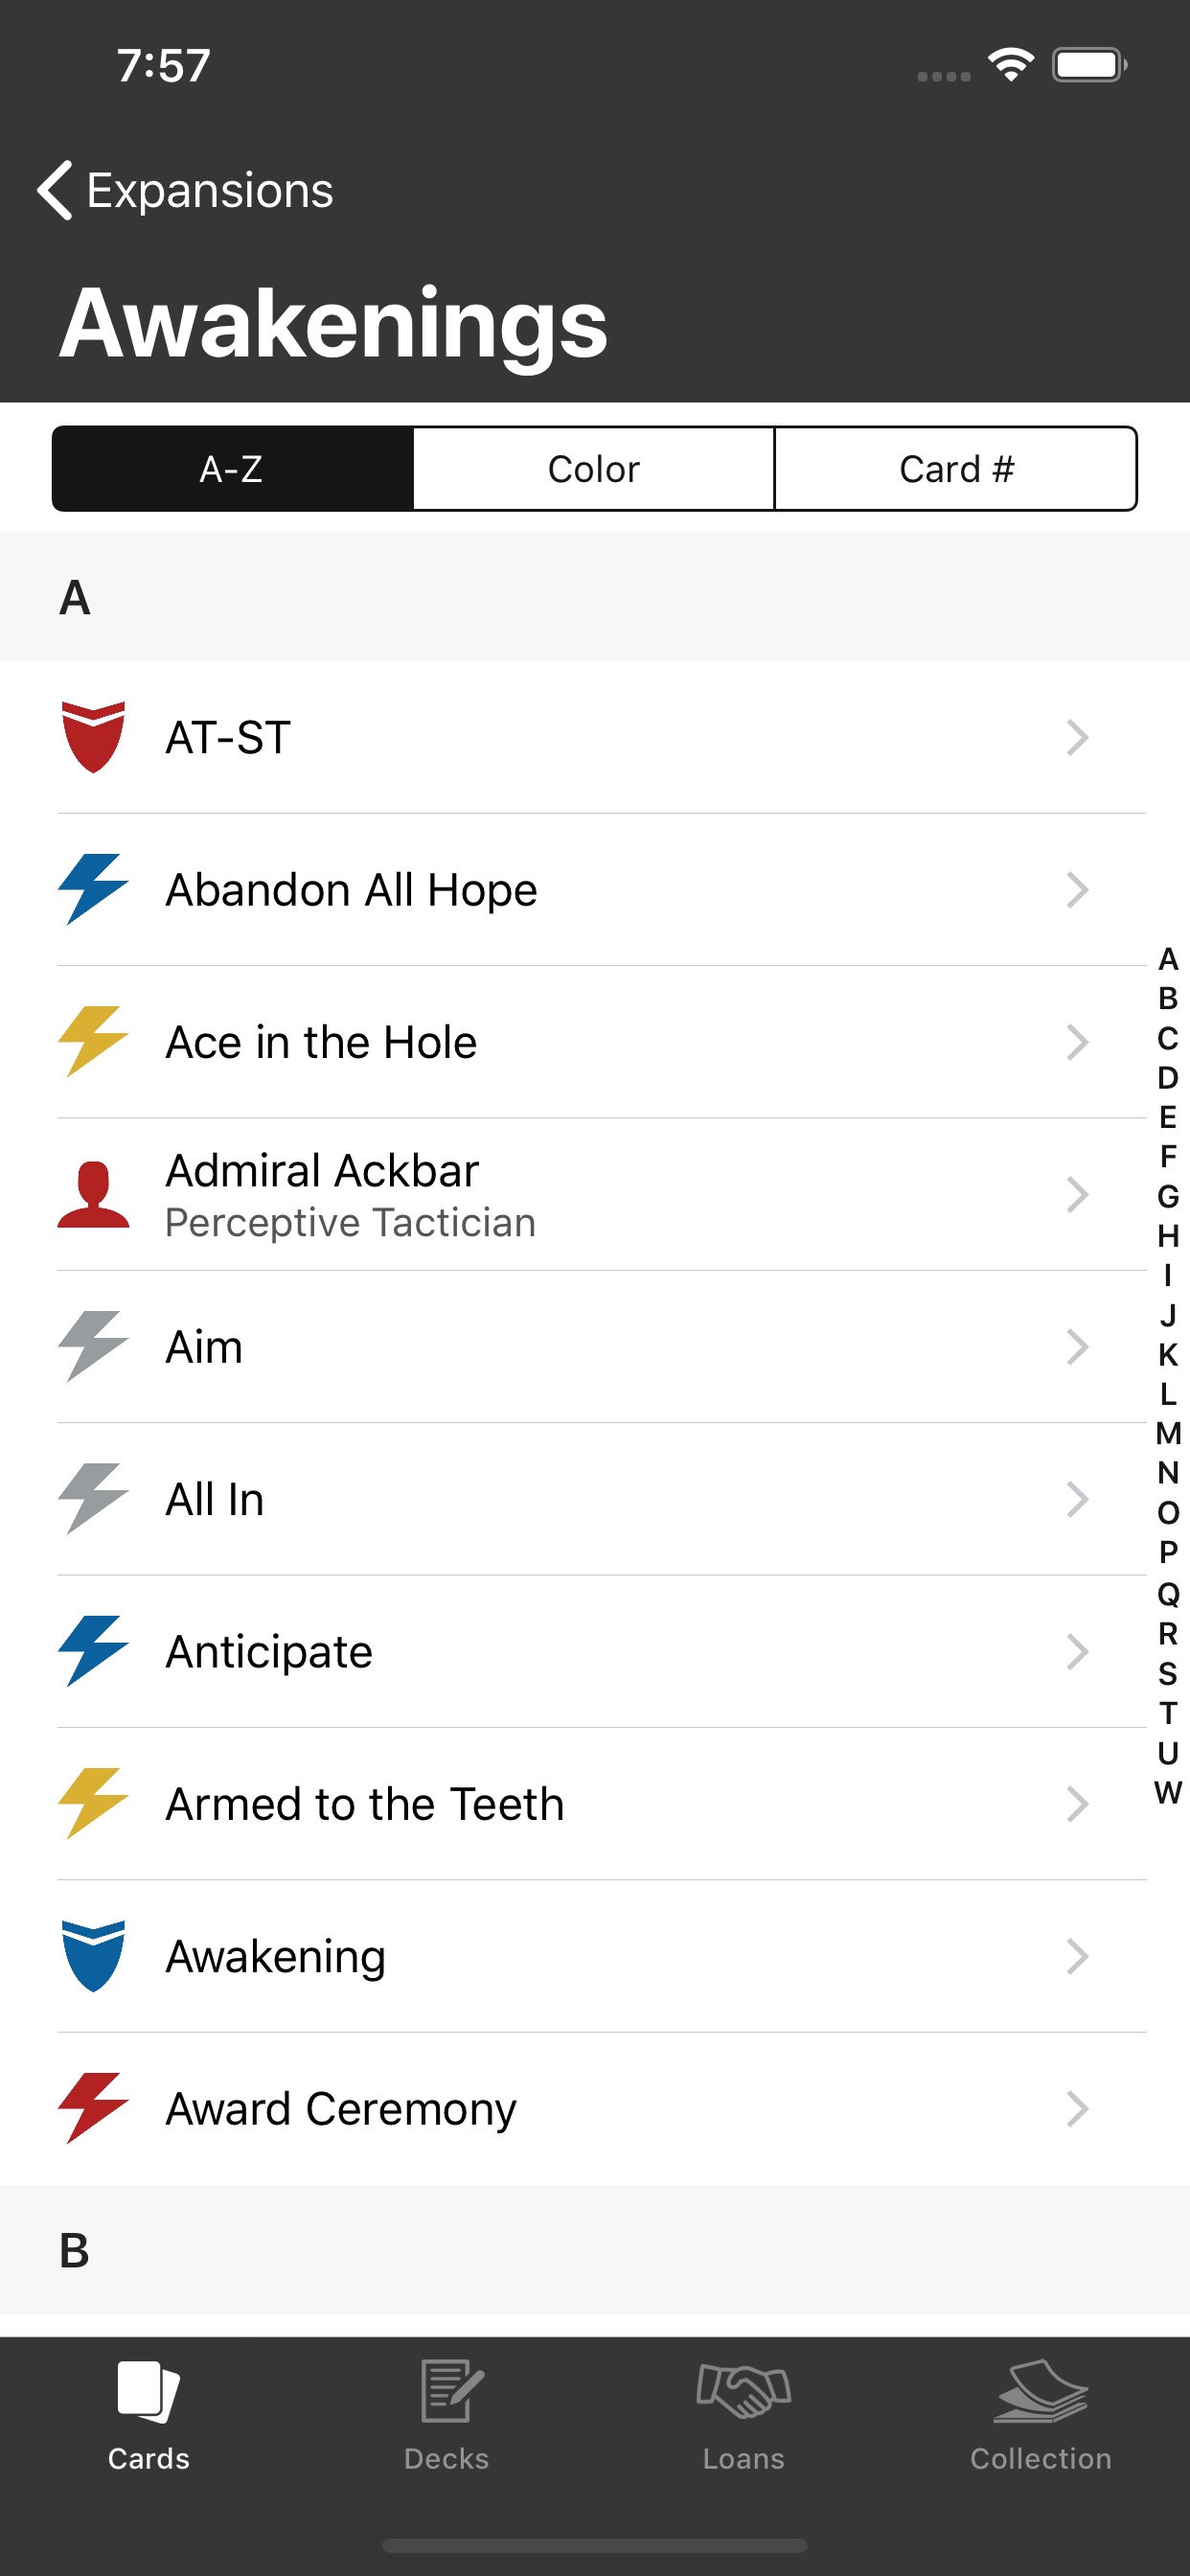 7:57
Expansions
Awakenings
A-Z
Color
Card #
A
AT-ST
Abandon All Hope
Ace in the Hole
Admiral Ackbar
Perceptive Tactician
Aim
All In
Anticipate
Armed to the Teeth
Awakening
Award Ceremony
B
A
B
C
D
E
F
G
H
I
J
K
L
M
N
O
P
Q
R
S
T
U
W
Cards
Decks
Loans
Collection